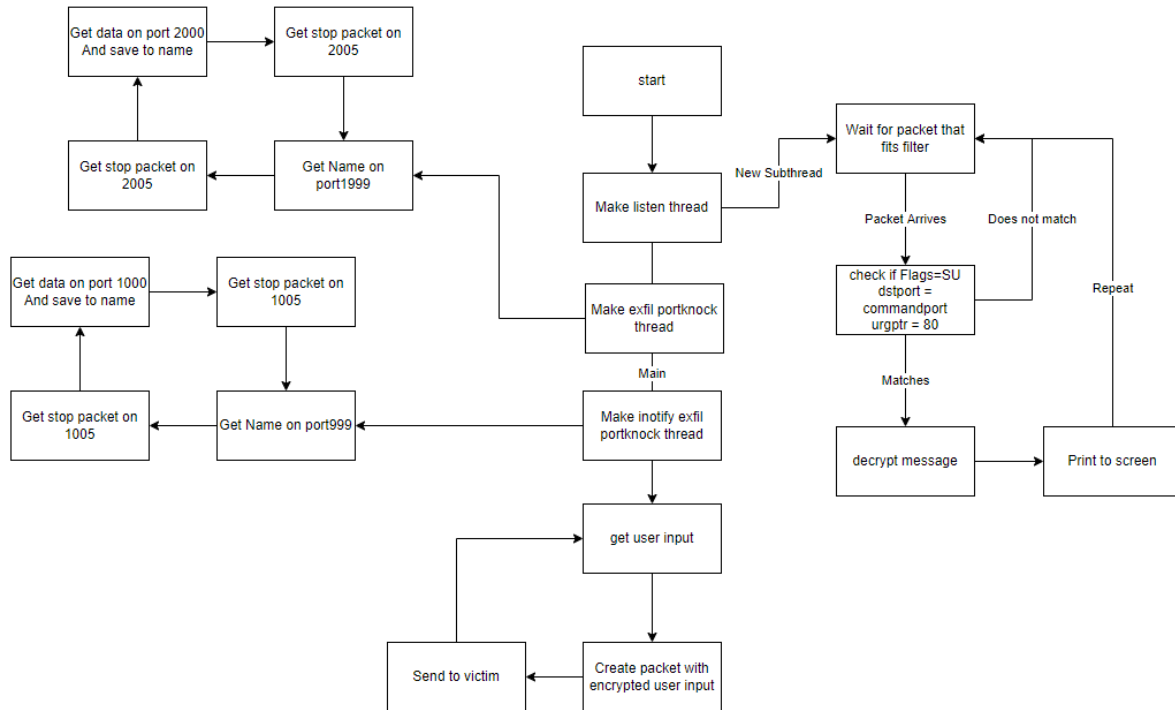 Get data on port 2000
And save to name
Get stop packet on
2005
start
Wait for packet that
fits filter
Get stop packet on
2005
Get Name on
port1999
New Subthread
Make listen thread
Packet Arrives
Does not match
Get data on port 1000
And save to name
Get stop packet on
1005
check if Flags=SU
dstport =
commandport
urgptr = 80
Repeat
Make exfil portknock
thread
Main
Matches
Get stop packet on
1005
Get Name on port999
Make inotify exfil
portknock thread
decrypt message
Print to screen
get user input
Send to victim
Create packet with
encrypted user input